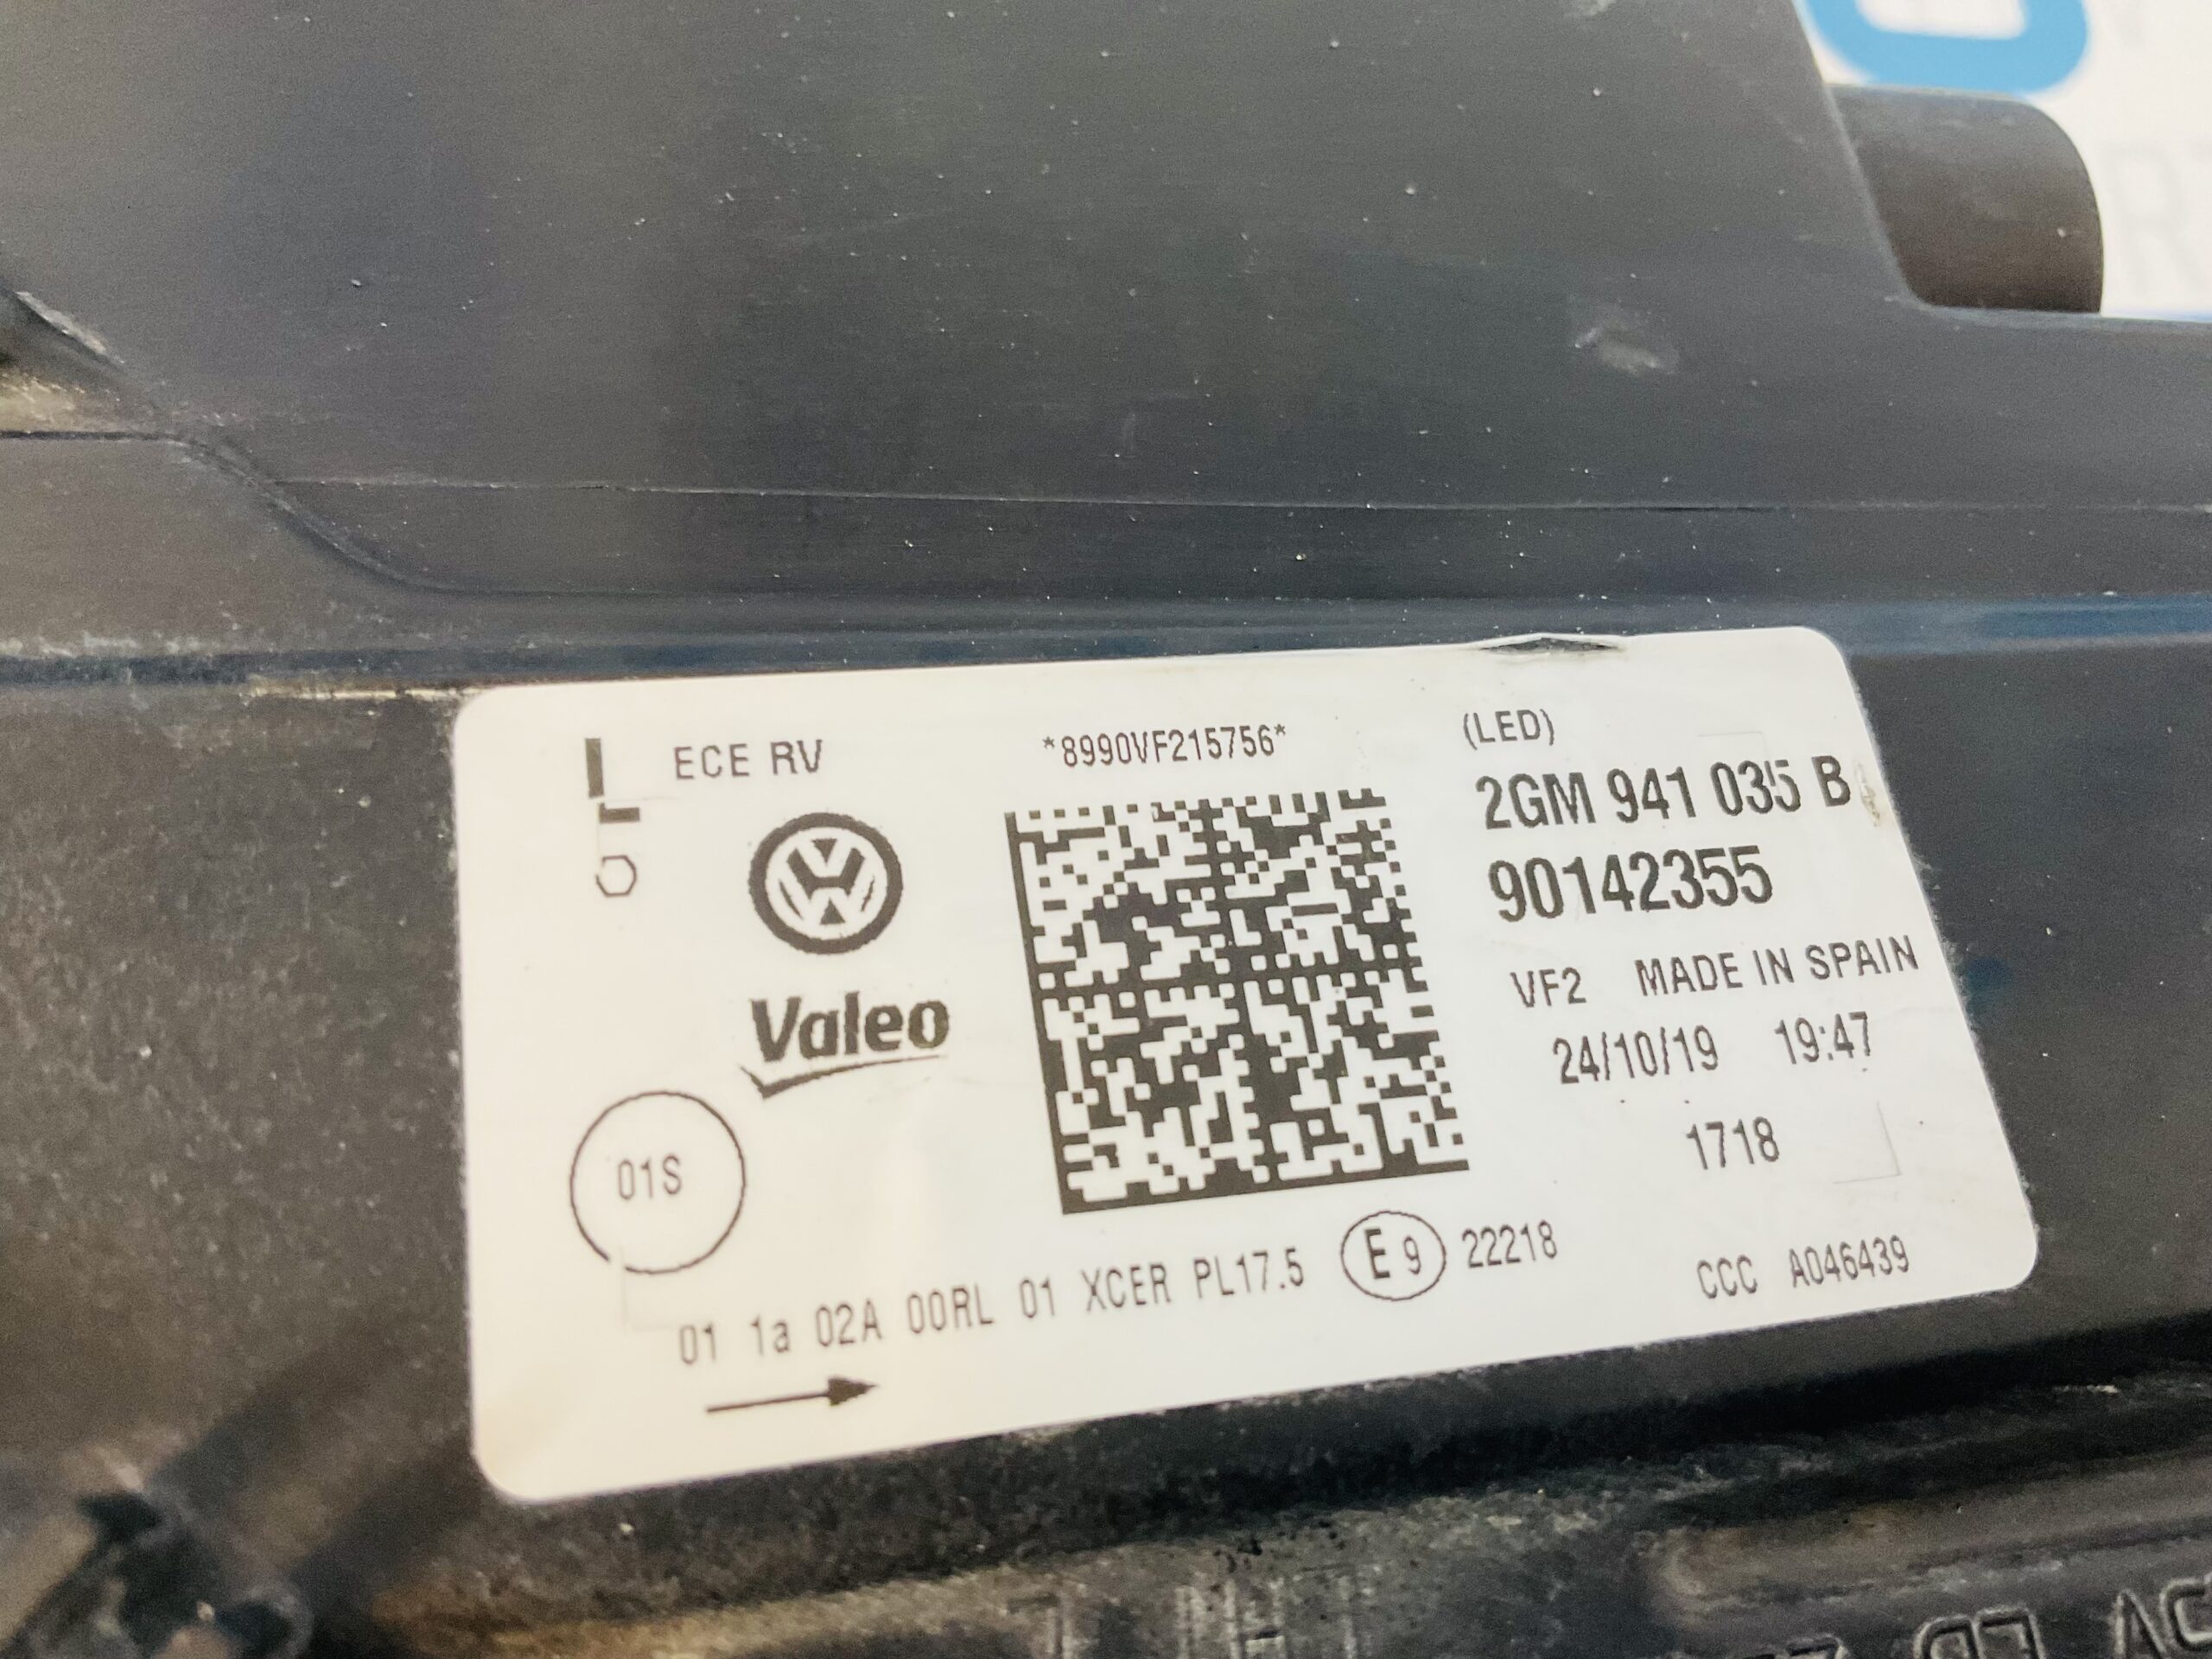 L
ECE RV
*8990VF215756*
(LED)
2GM 941 035 B
90142355
Valeo
VF2 MADE IN SPAIN
24/10/19 19:47
1718
01S
01 1a 02A 00RL 01 XCER PL17.5 E 9 22218
CCC A046439